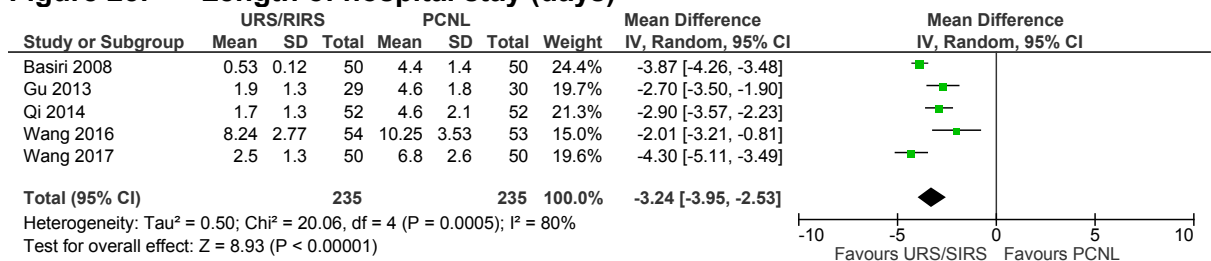 URS/RIRS PCNL Mean Difference Mean Difference
Study or Subgroup Mean SD Total Mean SD Total Weight IV, Random, 95% CI IV, Random, 95% CI
Basiri 2008 0.53 0.12 50 4.4 1.4 50 24.4% -3.87 [-4.26, -3.48]
Gu 2013 1.9 1.3 29 4.6 1.8 30 19.7% -2.70 [-3.50, -1.90]
Qi 2014 1.7 1.3 52 4.6 2.1 52 21.3% -2.90 [-3.57, -2.23]
Wang 2016 8.24 2.77 54 10.25 3.53 53 15.0% -2.01 [-3.21, -0.81]
Wang 2017 2.5 1.3 50 6.8 2.6 50 19.6% -4.30 [-5.11, -3.49]
Total (95% CI) 235 235 100.0% -3.24 [-3.95, -2.53]
Heterogeneity: Tau² = 0.50; Chi² = 20.06, df = 4 (P = 0.0005); I² = 80%
Test for overall effect: Z = 8.93 (P < 0.00001)
-10 -5 0 5 10
Favours URS/SIRS Favours PCNL